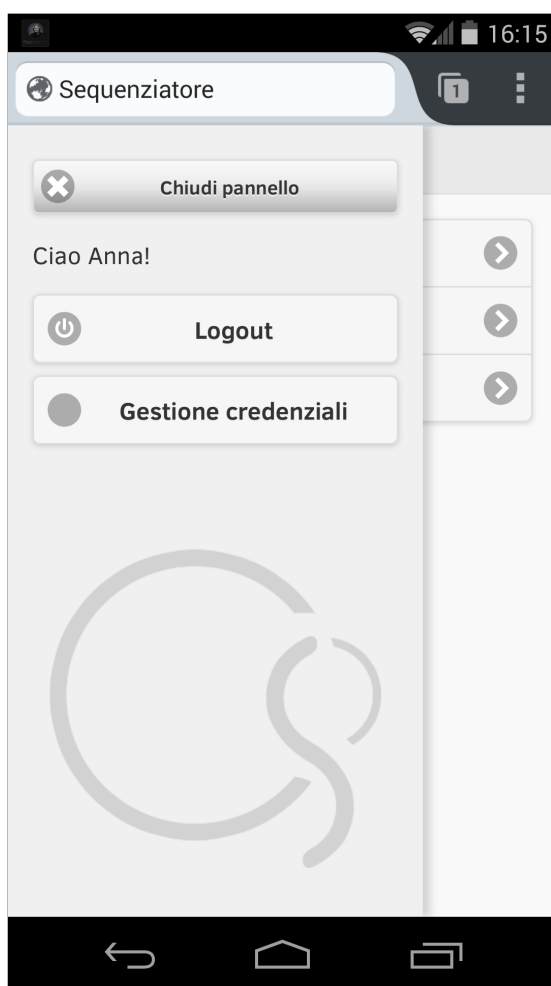 16:15
Sequenziatore
1
Chiudi pannello
Ciao Anna!
Logout
Gestione credenziali